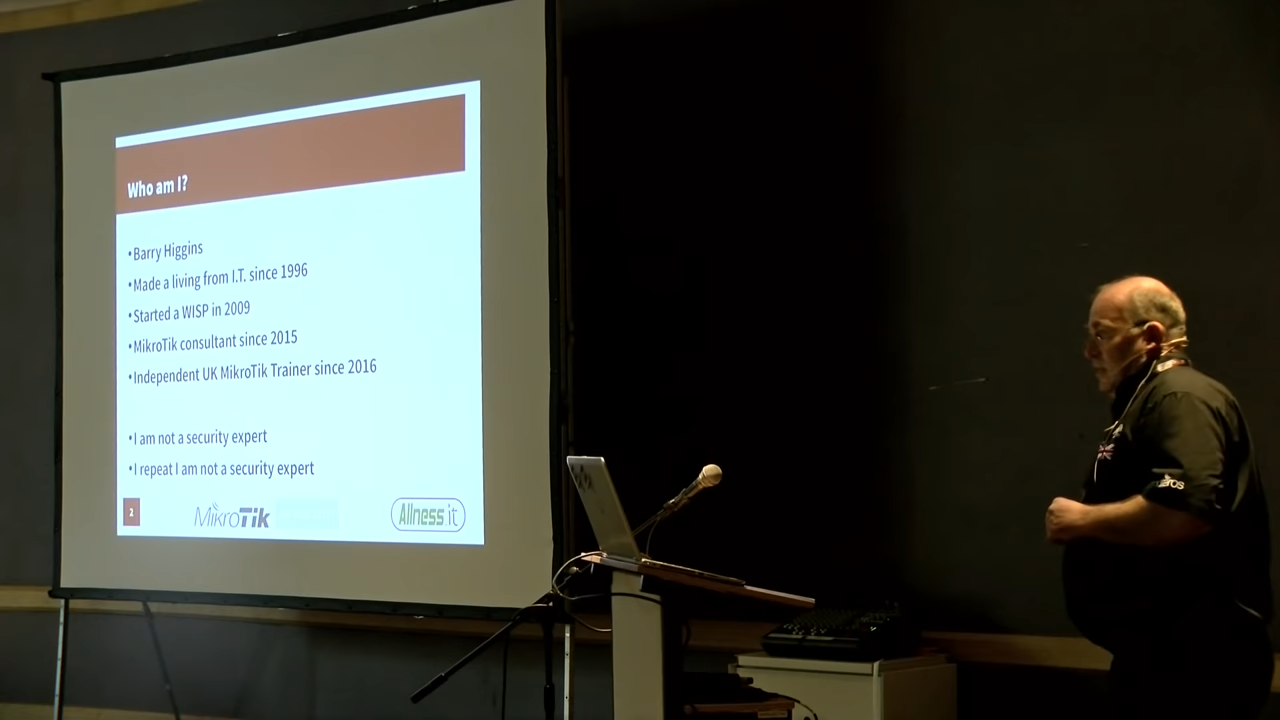 Who am I?
•Barry Higgins
•Made a living from I.T. since 1996
•Started a WISP in 2009
•MikroTik consultant since 2015
•Independent UK MikroTik Trainer since 2016
•I am not a security expert
•I repeat I am not a security expert
2
MikroTik
Allness.it